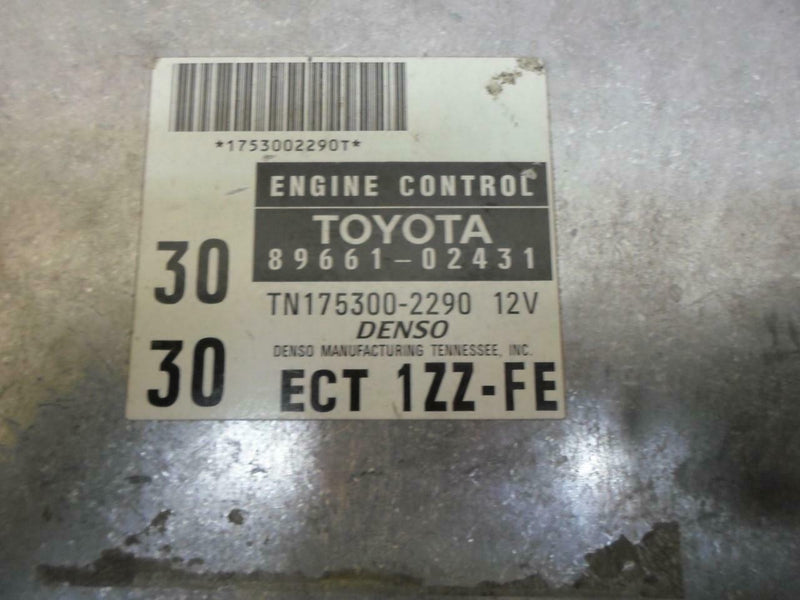 *1753002290T*
ENGINE CONTROL
TOYOTA
89661-02431
30
TN175300-2290 12V
DENSO
DENSO MANUFACTURING TENNESSEE, INC.
30
ECT 1ZZ-FE